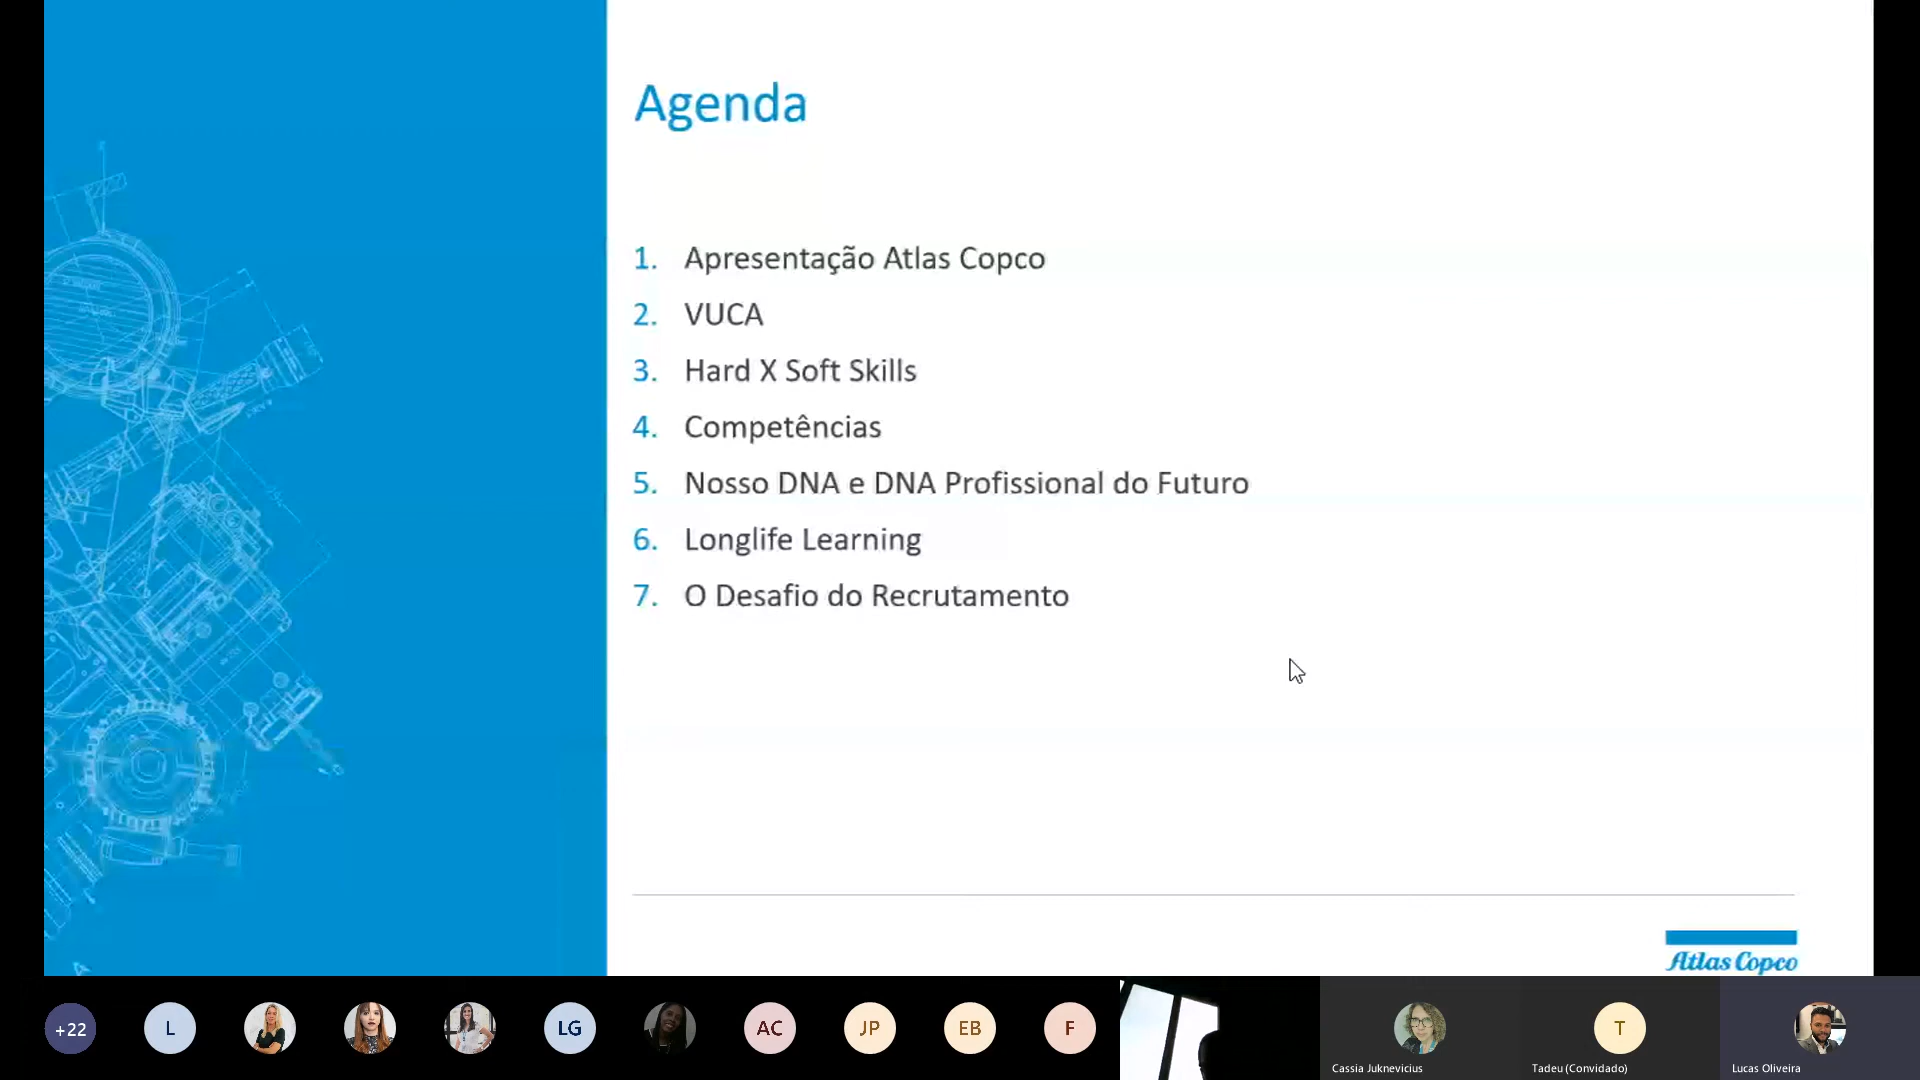 Agenda
1. Apresentação Atlas Copco
2. VUCA
3. Hard X Soft Skills
4. Competências
5. Nosso DNA e DNA Profissional do Futuro
6. Longlife Learning
7. O Desafio do Recrutamento
Atlas Copco
+22
L
LG
AC
JP
EB
F
T
Cassia Juknevicius
Tadeu (Convidado)
Lucas Oliveira